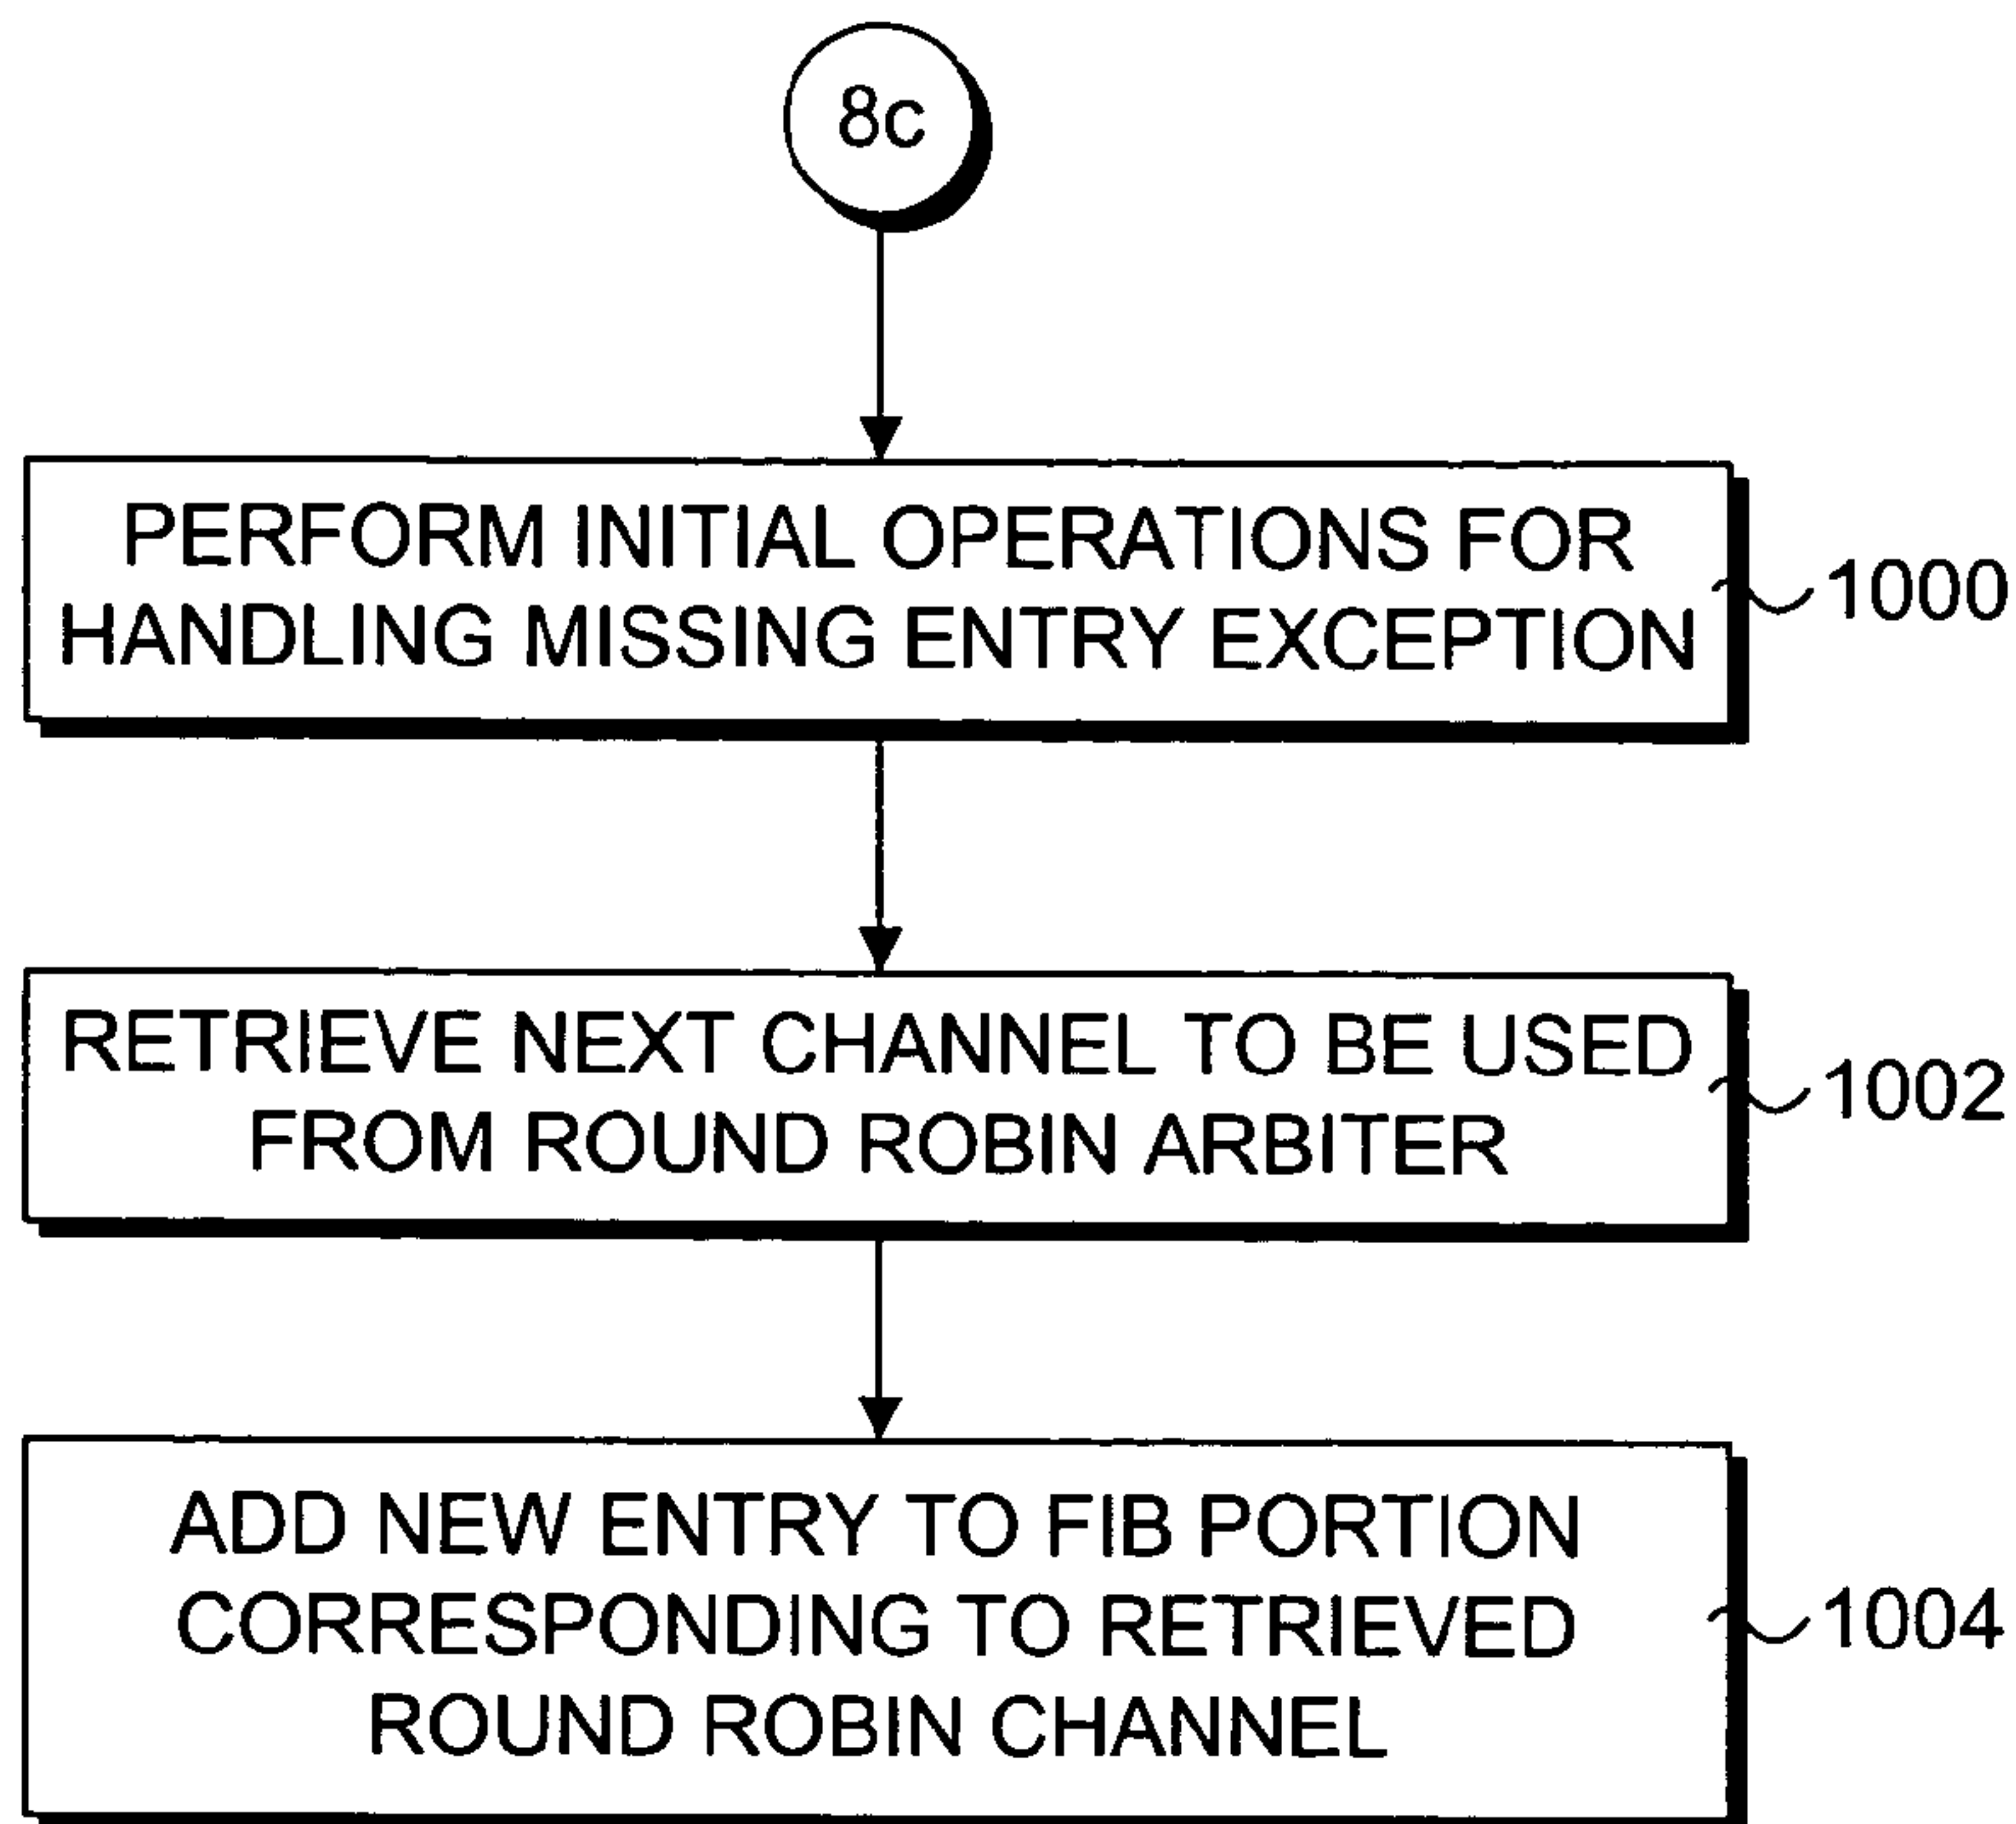 8c
PERFORM INITIAL OPERATIONS FOR
HANDLING MISSING ENTRY EXCEPTION
1000
RETRIEVE NEXT CHANNEL TO BE USED
FROM ROUND ROBIN ARBITER
1002
ADD NEW ENTRY TO FIB PORTION
CORRESPONDING TO RETRIEVED
ROUND ROBIN CHANNEL
1004